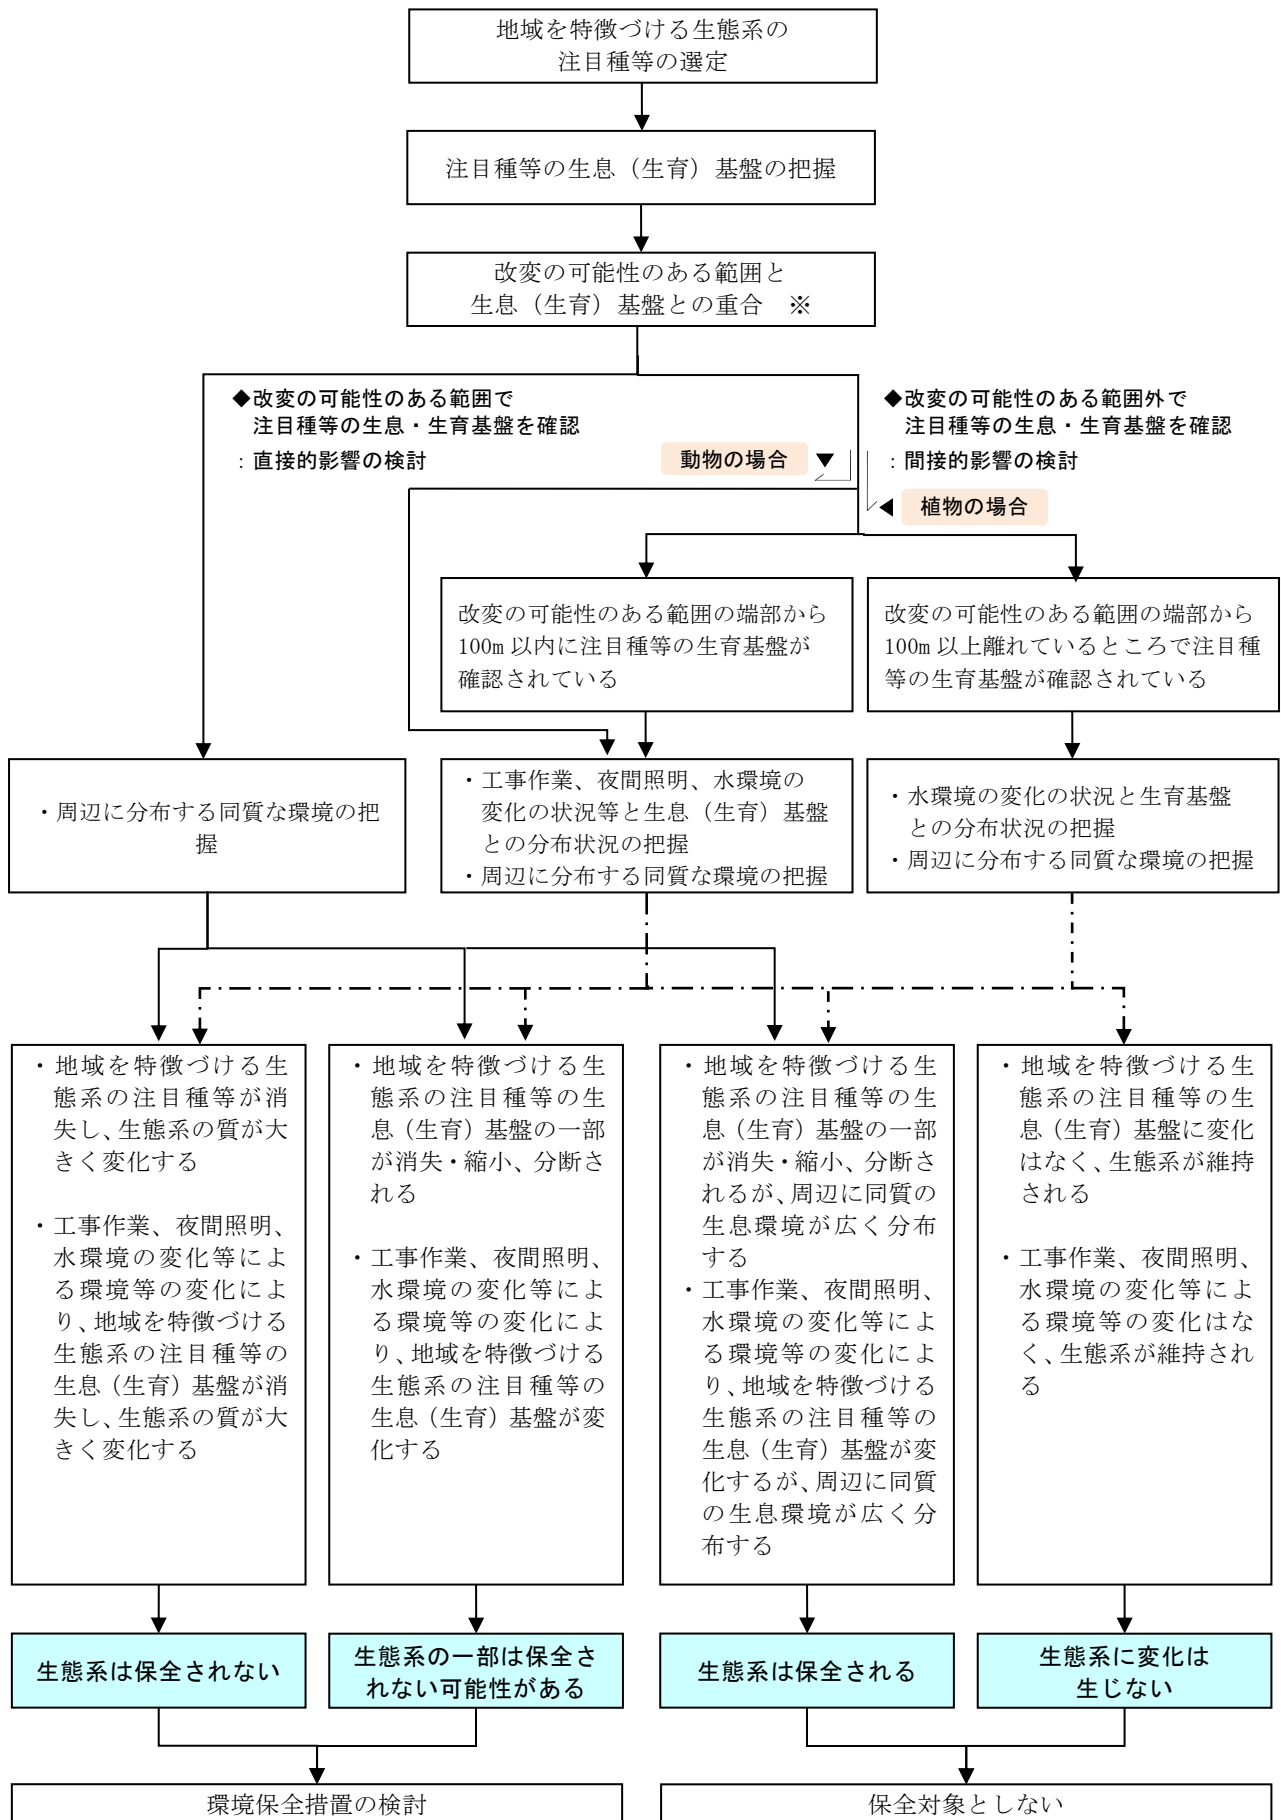 地域を特徴づける生態系の
注目種等の選定
注目種等の生息（生育）基盤の把握
改変の可能性のある範囲と
生息（生育）基盤との重合　※
◆改変の可能性のある範囲で
注目種等の生息・生育基盤を確認
：直接的影響の検討
◆改変の可能性のある範囲外で
注目種等の生息・生育基盤を確認
：間接的影響の検討
動物の場合
植物の場合
改変の可能性のある範囲の端部から
100m 以内に注目種等の生育基盤が
確認されている
改変の可能性のある範囲の端部から
100m 以上離れているところで注目種
等の生育基盤が確認されている
・周辺に分布する同質な環境の把
握
・工事作業、夜間照明、水環境の
変化の状況等と生息（生育）基盤
との分布状況の把握
・周辺に分布する同質な環境の把握
・水環境の変化の状況と生育基盤
との分布状況の把握
・周辺に分布する同質な環境の把握
・地域を特徴づける生
態系の注目種等が消
失し、生態系の質が大
きく変化する
・工事作業、夜間照明、
水環境の変化等によ
る環境等の変化によ
り、地域を特徴づける
生態系の注目種等の
生息（生育）基盤が消
失し、生態系の質が大
きく変化する
・地域を特徴づける生
態系の注目種等の生
息（生育）基盤の一部
が消失・縮小、分断さ
れる
・工事作業、夜間照明、
水環境の変化等によ
る環境等の変化によ
り、地域を特徴づける
生態系の注目種等の
生息（生育）基盤が変
化する
・地域を特徴づける生
態系の注目種等の生
息（生育）基盤の一部
が消失・縮小、分断さ
れるが、周辺に同質の
生息環境が広く分布
する
・工事作業、夜間照明、
水環境の変化等によ
る環境等の変化によ
り、地域を特徴づける
生態系の注目種等の
生息（生育）基盤が変
化するが、周辺に同質
の生息環境が広く分
布する
・地域を特徴づける生
態系の注目種等の生
息（生育）基盤に変化
はなく、生態系が維持
される
・工事作業、夜間照明、
水環境の変化等によ
る環境等の変化はな
く、生態系が維持され
る
生態系は保全されない
生態系の一部は保全さ
れない可能性がある
生態系は保全される
生態系に変化は
生じない
環境保全措置の検討
保全対象としない